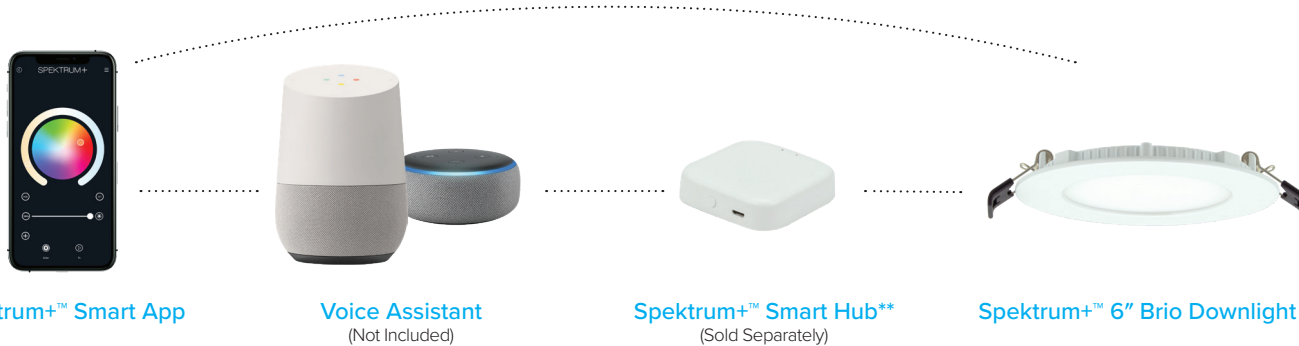 SPEKTRUM+
trum+™ Smart App
Voice Assistant
(Not Included)
Spektrum+™ Smart Hub**
(Sold Separately)
Spektrum+™ 6″ Brio Downlight